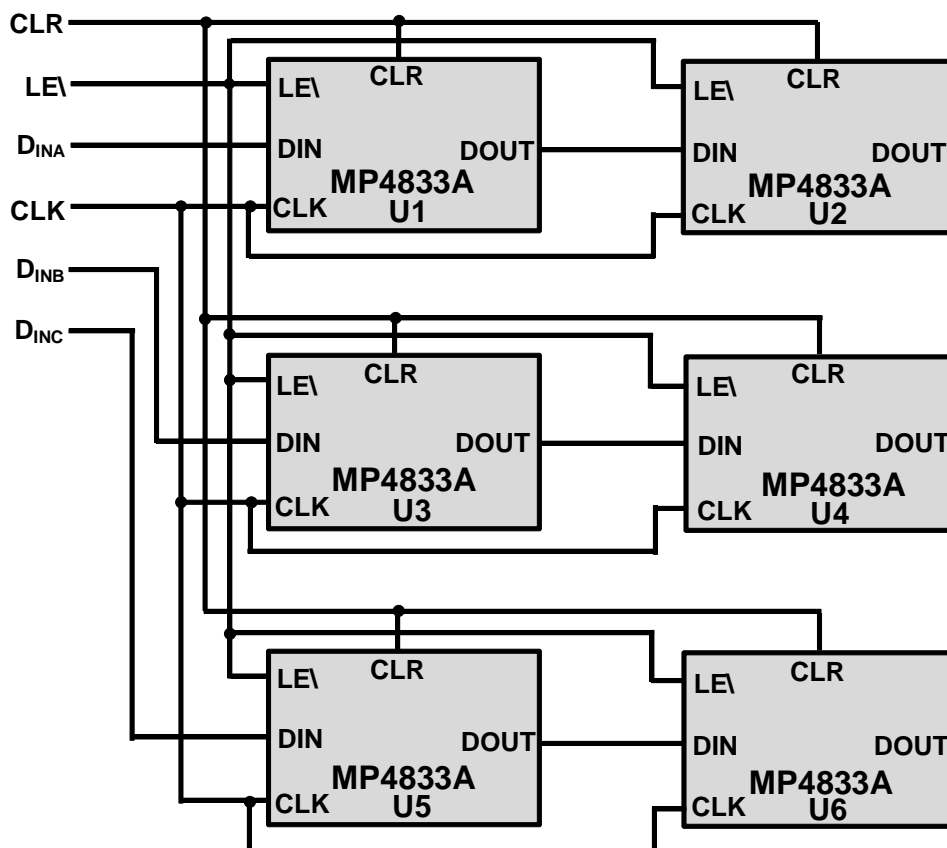 CLR
LE\
DINA
CLK
DINB
DINC
CLR
LE\
DIN
DOUT
MP4833A
CLK
U1
CLR
LE\
DIN
DOUT
MP4833A
CLK
U2
CLR
LE\
DIN
DOUT
MP4833A
CLK
U3
CLR
LE\
DIN
DOUT
MP4833A
CLK
U4
CLR
LE\
DIN
DOUT
MP4833A
CLK
U5
CLR
LE\
DIN
DOUT
MP4833A
CLK
U6